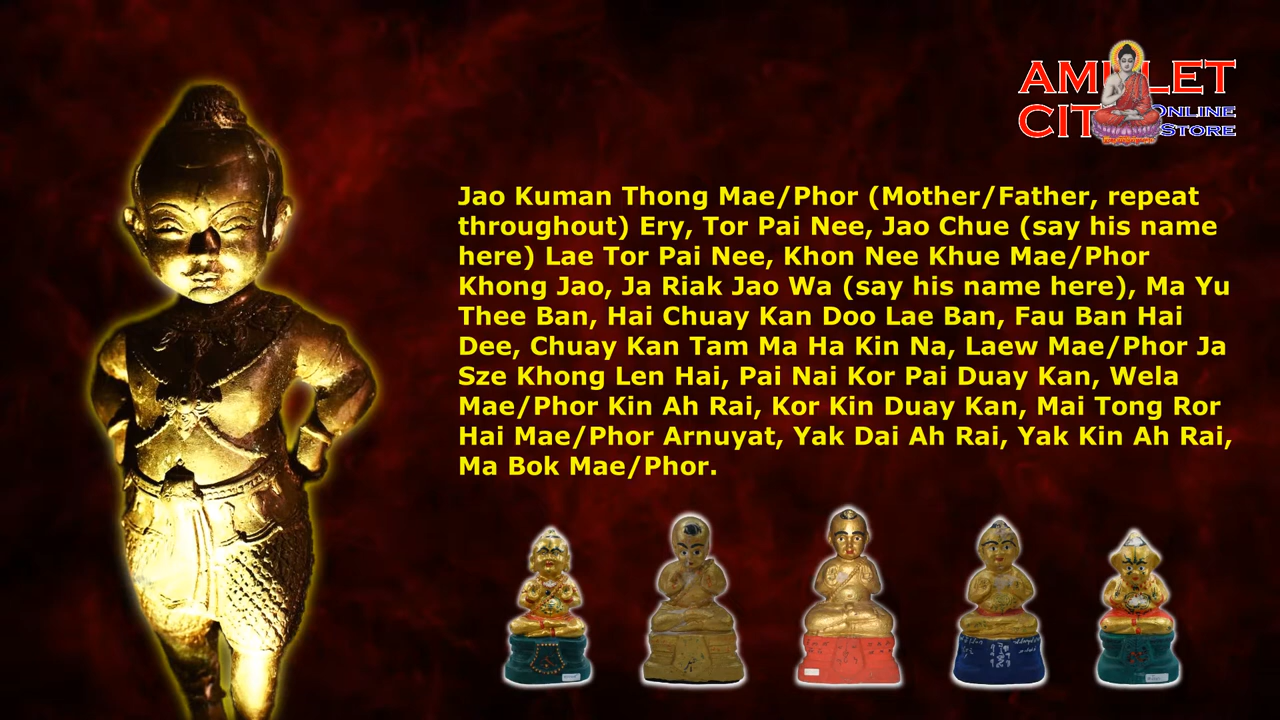 AMULET
CITY ONLINE
STORE
Jao Kuman Thong Mae/Phor (Mother/Father, repeat
throughout) Ery, Tor Pai Nee, Jao Chue (say his name
here) Lae Tor Pai Nee, Khon Nee Khue Mae/Phor
Khong Jao, Ja Riak Jao Wa (say his name here), Ma Yu
Thee Ban, Hai Chuay Kan Doo Lae Ban, Fau Ban Hai
Dee, Chuay Kan Tam Ma Ha Kin Na, Laew Mae/Phor Ja
Sze Khong Len Hai, Pai Nai Kor Pai Duay Kan, Wela
Mae/Phor Kin Ah Rai, Kor Kin Duay Kan, Mai Tong Ror
Hai Mae/Phor Arnuyat, Yak Dai Ah Rai, Yak Kin Ah Rai,
Ma Bok Mae/Phor.